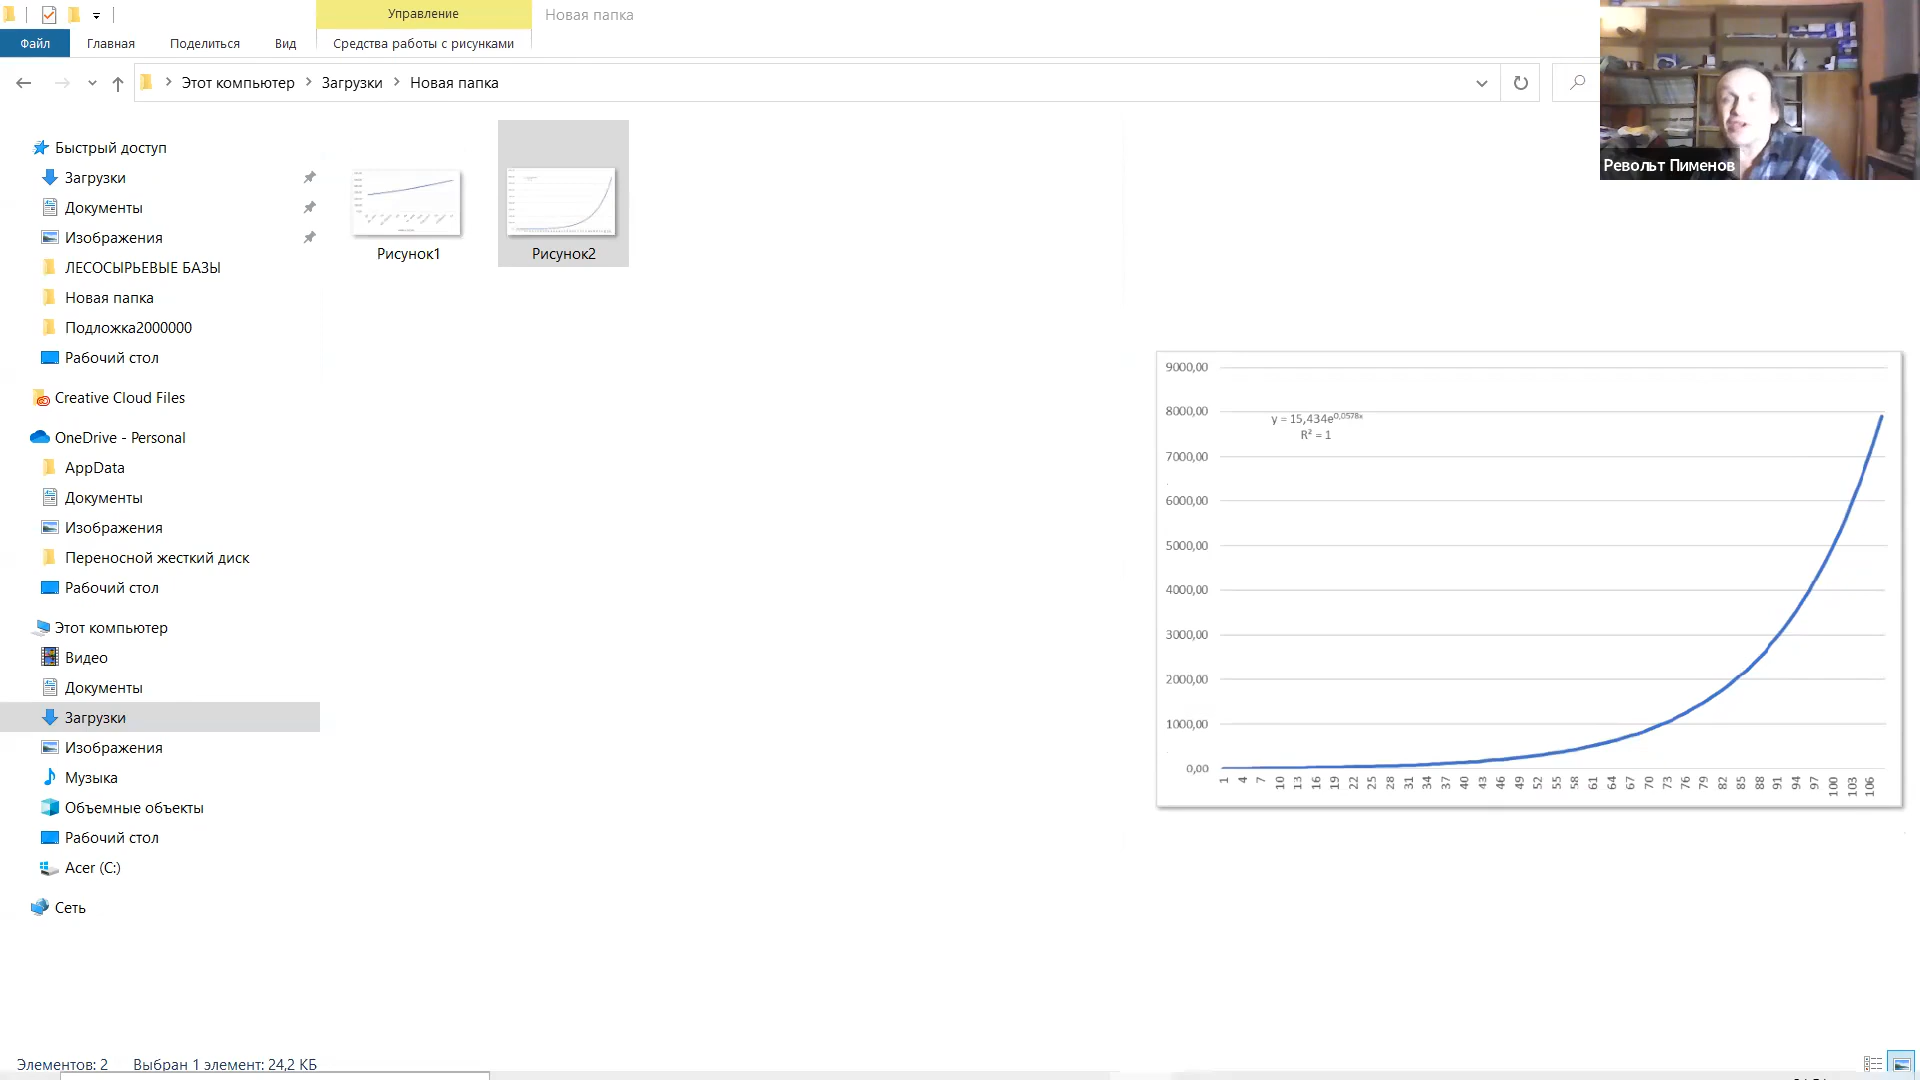 Управление
Новая папка
Файл
Главная
Поделиться
Вид
Средства работы с рисунками
Этот компьютер
Загрузки
Новая папка
Револьт Пименов
Быстрый доступ
Загрузки
Документы
Изображения
ЛЕСОСЫРЬЕВЫЕ БАЗЫ
Новая папка
Подложка2000000
Рабочий стол
Creative Cloud Files
OneDrive - Personal
AppData
Документы
Изображения
Переносной жесткий диск
Рабочий стол
Этот компьютер
Видео
Документы
Загрузки
Изображения
Музыка
Объемные объекты
Рабочий стол
Acer (C:)
Сеть
Рисунок1
Рисунок2
9000,00
8000,00
7000,00
6000,00
5000,00
4000,00
3000,00
2000,00
1000,00
0,00
y = 15,434e^0,0578x
R² = 1
1 4 7 10 13 16 19 22 25 28 31 34 37 40 43 46 49 52 55 58 61 64 67 70 73 76 79 82 85 88 91 94 97 100 103 106
Элементов: 2
Выбран 1 элемент: 24,2 КБ